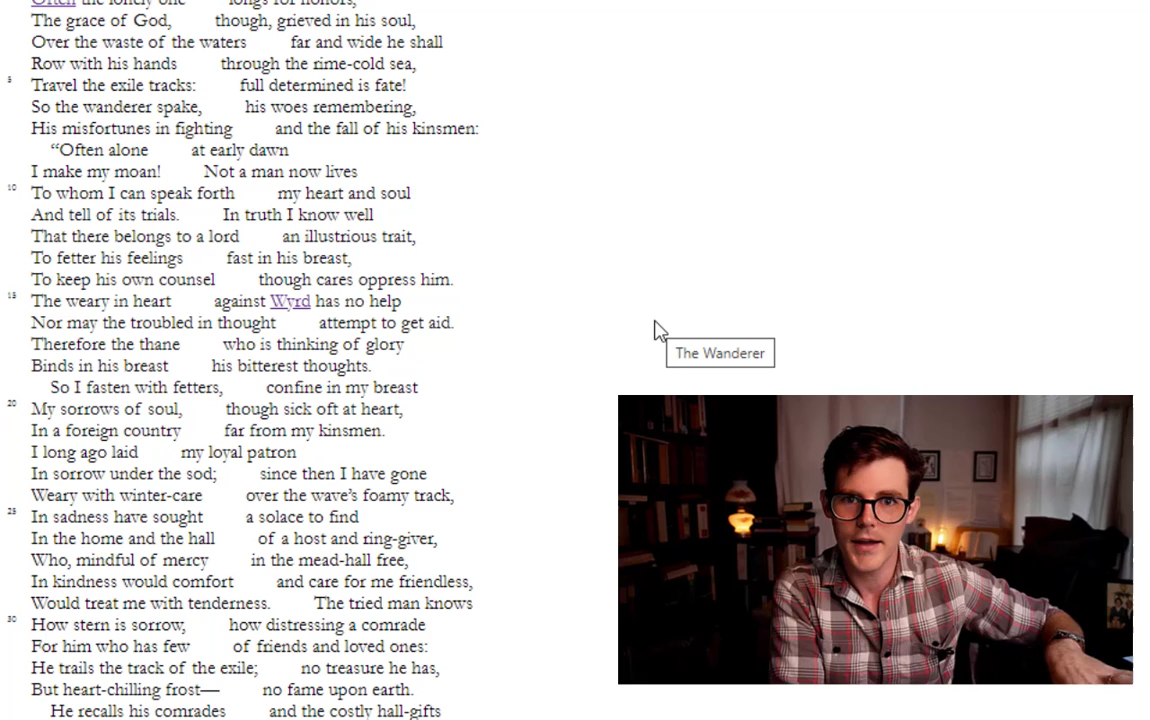 Often the lonely one longs for honors,
The grace of God, though, grieved in his soul,
Over the waste of the waters far and wide he shall
Row with his hands through the rime-cold sea,
5 Travel the exile tracks: full determined is fate!
So the wanderer spake, his woes remembering,
His misfortunes in fighting and the fall of his kinsmen:
“Often alone at early dawn
I make my moan! Not a man now lives
10 To whom I can speak forth my heart and soul
And tell of its trials. In truth I know well
That there belongs to a lord an illustrious trait,
To fetter his feelings fast in his breast,
To keep his own counsel though cares oppress him.
15 The weary in heart against Wyrd has no help
Nor may the troubled in thought attempt to get aid.
Therefore the thane who is thinking of glory
Binds in his breast his bitterest thoughts.
So I fasten with fetters, confine in my breast
20 My sorrows of soul, though sick oft at heart,
In a foreign country far from my kinsmen.
I long ago laid my loyal patron
In sorrow under the sod; since then I have gone
Weary with winter-care over the wave’s foamy track,
25 In sadness have sought a solace to find
In the home and the hall of a host and ring-giver,
Who, mindful of mercy in the mead-hall free,
In kindness would comfort and care for me friendless,
Would treat me with tenderness. The tried man knows
30 How stern is sorrow, how distressing a comrade
For him who has few of friends and loved ones:
He trails the track of the exile; no treasure he has,
But heart-chilling frost— no fame upon earth.
He recalls his comrades and the costly hall-gifts
The Wanderer